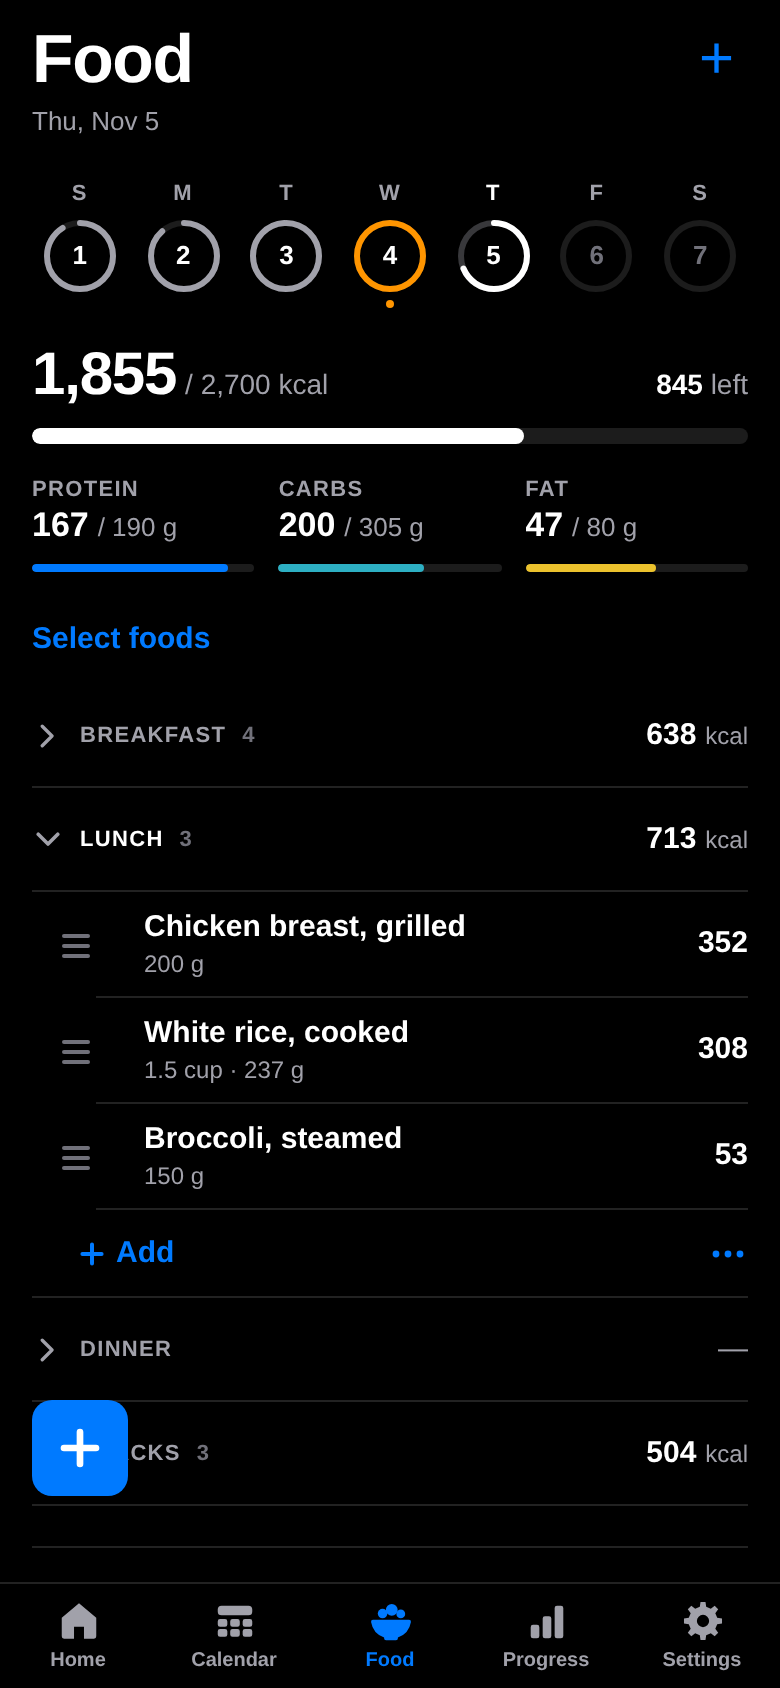 Food
Thu, Nov 5
S M T W T F S
1 2 3 4 5 6 7
1,855 / 2,700 kcal 845 left
PROTEIN CARBS FAT
167 / 190 g 200 / 305 g 47 / 80 g
Select foods
BREAKFAST 4 638 kcal
LUNCH 3 713 kcal
Chicken breast, grilled 352
200 g
White rice, cooked 308
1.5 cup · 237 g
Broccoli, steamed 53
150 g
Add
DINNER —
CKS 3 504 kcal
Home Calendar Food Progress Settings